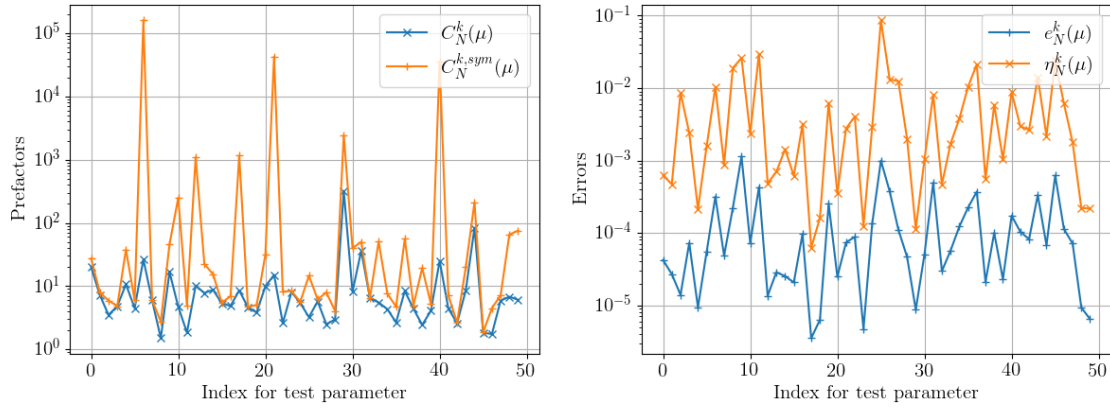 Prefactors
10^5
10^4
10^3
10^2
10^1
10^0
C_N^k(μ)
C_N^{k,sym}(μ)
0 10 20 30 40 50
Index for test parameter
Errors
10^{-1}
10^{-2}
10^{-3}
10^{-4}
10^{-5}
e_N^k(μ)
η_N^k(μ)
0 10 20 30 40 50
Index for test parameter